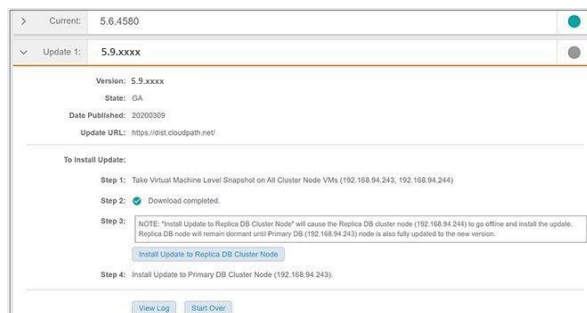 Current: 5.6.4580
Update 1: 5.9.xxxx
Version: 5.9.xxxx
State: GA
Date Published: 20200309
Update URL: https://dist.cloudpath.net/
To Install Update:
Step 1: Take Virtual Machine Level Snapshot on All Cluster Node VMs (192.168.94.243, 192.168.94.244)
Step 2: Download completed.
Step 3: NOTE: "Install Update to Replica DB Cluster Node" will cause the Replica DB cluster node (192.168.94.244) to go offline and install the update.
Replica DB node will remain dormant until Primary DB (192.168.94.243) node is also fully updated to the new version.
Install Update to Replica DB Cluster Node
Step 4: Install Update to Primary DB Cluster Node (192.168.94.243).
View Log Start Over